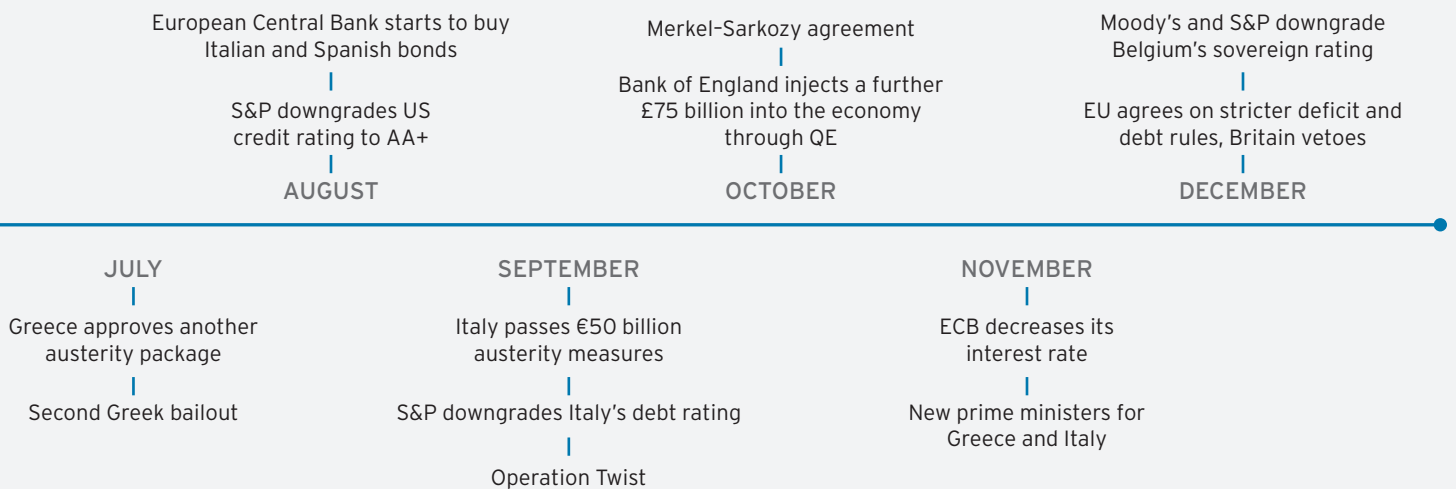 European Central Bank starts to buy
Italian and Spanish bonds
S&P downgrades US
credit rating to AA+
AUGUST
Merkel–Sarkozy agreement
Bank of England injects a further
£75 billion into the economy
through QE
OCTOBER
Moody’s and S&P downgrade
Belgium’s sovereign rating
EU agrees on stricter deficit and
debt rules, Britain vetoes
DECEMBER
JULY
Greece approves another
austerity package
Second Greek bailout
SEPTEMBER
Italy passes €50 billion
austerity measures
S&P downgrades Italy’s debt rating
Operation Twist
NOVEMBER
ECB decreases its
interest rate
New prime ministers for
Greece and Italy